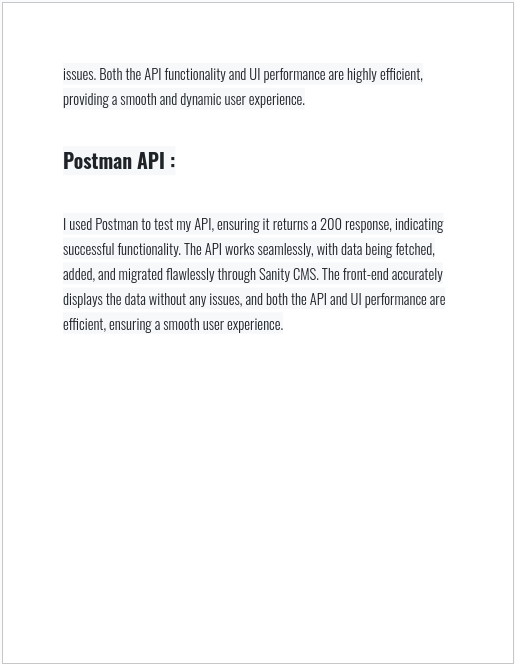 issues. Both the API functionality and UI performance are highly efficient,
providing a smooth and dynamic user experience.
Postman API :
I used Postman to test my API, ensuring it returns a 200 response, indicating
successful functionality. The API works seamlessly, with data being fetched,
added, and migrated flawlessly through Sanity CMS. The front-end accurately
displays the data without any issues, and both the API and UI performance are
efficient, ensuring a smooth user experience.